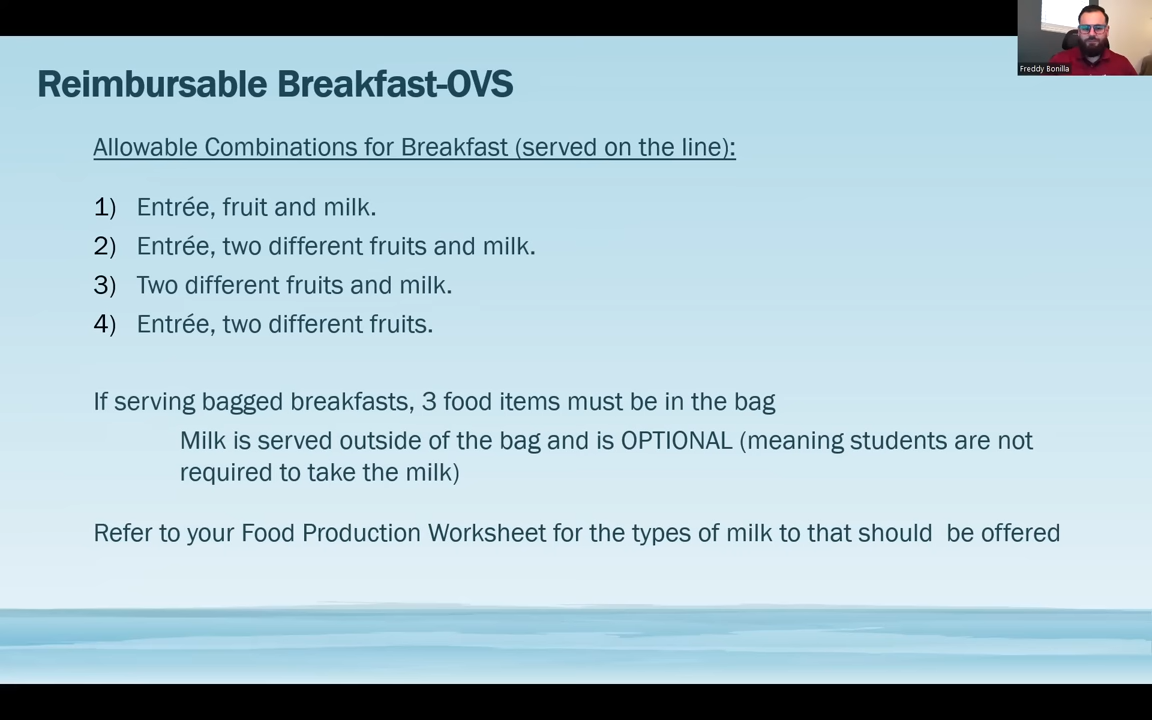 Freddy Bonilla
Reimbursable Breakfast-OVS
Allowable Combinations for Breakfast (served on the line):
1) Entrée, fruit and milk.
2) Entrée, two different fruits and milk.
3) Two different fruits and milk.
4) Entrée, two different fruits.
If serving bagged breakfasts, 3 food items must be in the bag
Milk is served outside of the bag and is OPTIONAL (meaning students are not
required to take the milk)
Refer to your Food Production Worksheet for the types of milk to that should  be offered